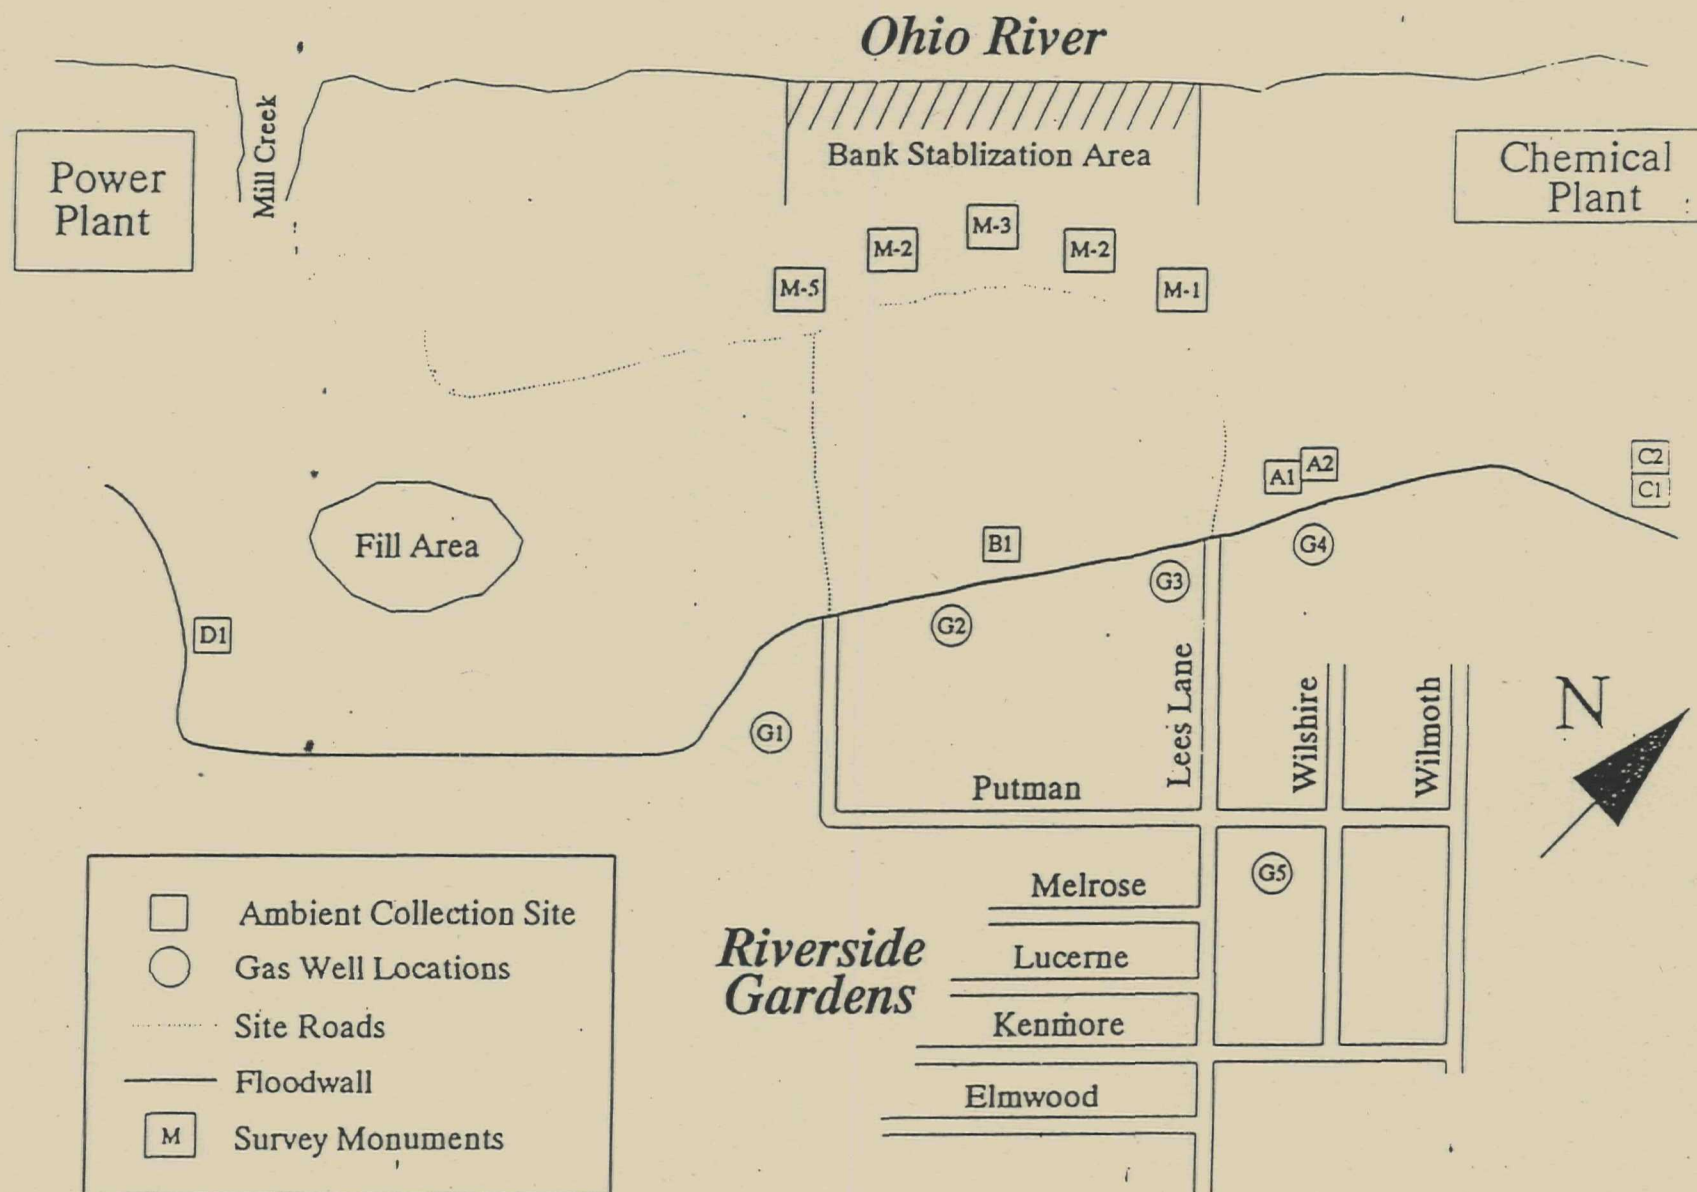 Ohio River
Mill Creek
Power
Plant
Bank Stablization Area
Chemical
Plant
M-3
M-2
M-2
M-5
M-1
A1
A2
C2
C1
Fill Area
B1
G4
G3
G2
D1
G1
Lees Lane
Wilshire
Wilmoth
N
Putman
G5
Melrose
Riverside
Gardens
Lucerne
Kenmore
Elmwood
Ambient Collection Site
Gas Well Locations
Site Roads
Floodwall
M
Survey Monuments